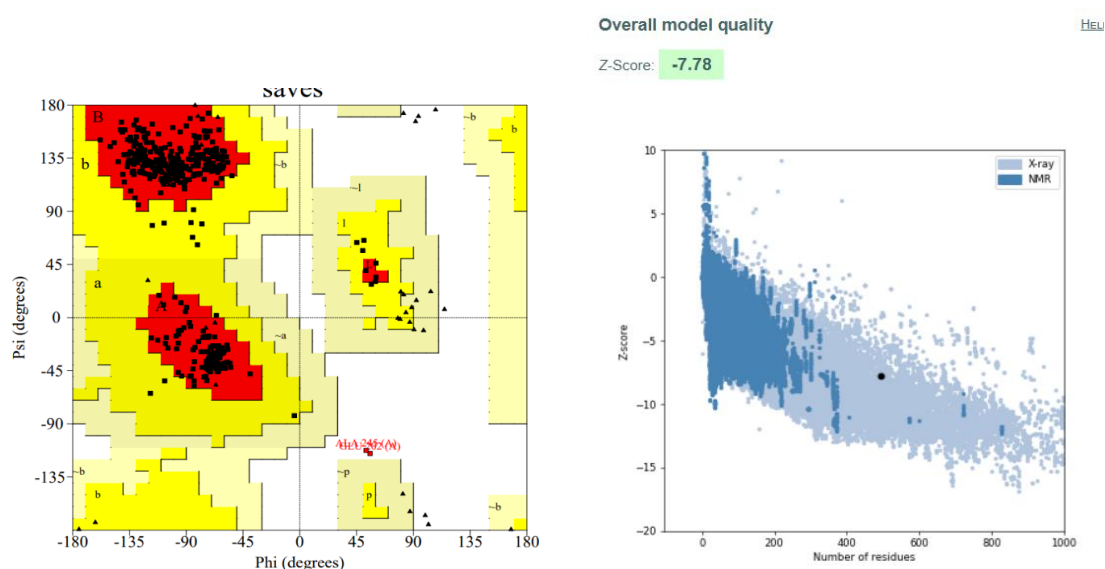 saves
180
135
90
45
0
-45
-90
-135
-180
-135
-90
-45
0
45
90
135
180
Psi (degrees)
Phi (degrees)
B
b
~b
b
~b
~l
l
a
A
~a
~b
b
~p
p
~b
Overall model quality
HEL
Z-Score: -7.78
X-ray
NMR
10
5
0
-5
-10
-15
-20
Z-score
0
200
400
600
800
1000
Number of residues